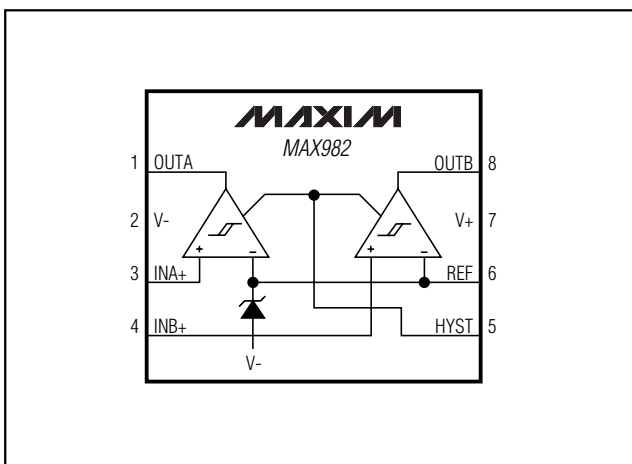 MAXIM
MAX982
1 OUTA
OUTB 8
2 V-
V+ 7
+ -
+ -
3 INA+
REF 6
4 INB+
HYST 5
V-